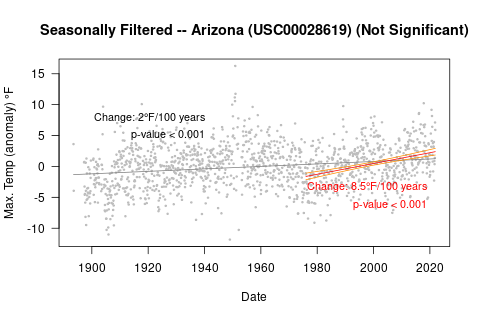 Seasonally Filtered -- Arizona (USC00028619) (Not Significant)
Max. Temp (anomaly) °F
15
10
5
0
-5
-10
Change: 2°F/100 years
p-value < 0.001
Change: 8.5°F/100 years
p-value < 0.001
1900 1920 1940 1960 1980 2000 2020
Date